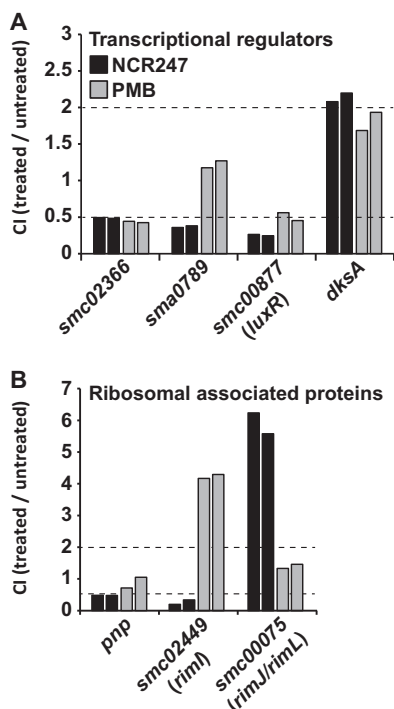 A
Transcriptional regulators
NCR247
PMB
CI (treated / untreated)
3
2.5
2
1.5
1
0.5
0
smc02366
sma0789
smc00877
(luxR)
dksA
B
Ribosomal associated proteins
CI (treated / untreated)
7
6
5
4
3
2
1
0
pnp
smc02449
(rimI)
smc00075
(rimJ/rimL)